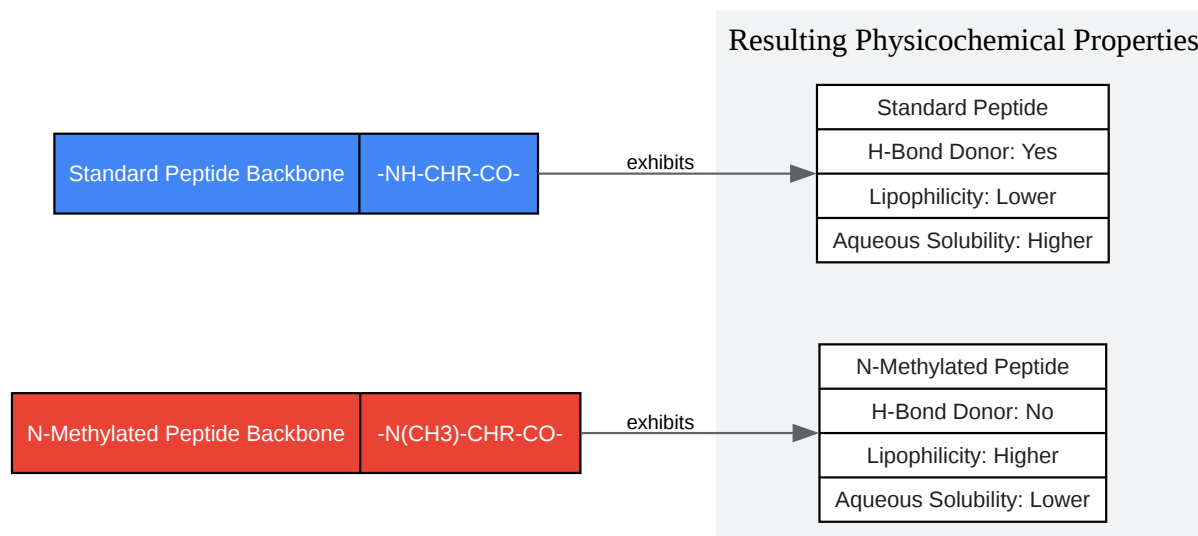 Resulting Physicochemical Properties
Standard Peptide Backbone
-NH-CHR-CO-
exhibits
Standard Peptide
H-Bond Donor: Yes
Lipophilicity: Lower
Aqueous Solubility: Higher
N-Methylated Peptide Backbone
-N(CH3)-CHR-CO-
exhibits
N-Methylated Peptide
H-Bond Donor: No
Lipophilicity: Higher
Aqueous Solubility: Lower